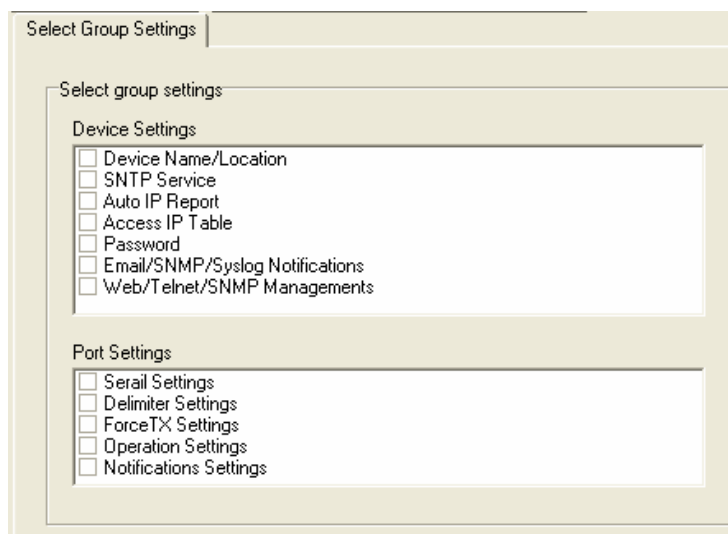 Select Group Settings
Select group settings
Device Settings
Device Name/Location
SNTP Service
Auto IP Report
Access IP Table
Password
Email/SNMP/Syslog Notifications
Web/Telnet/SNMP Managements
Port Settings
Serail Settings
Delimiter Settings
ForceTX Settings
Operation Settings
Notifications Settings